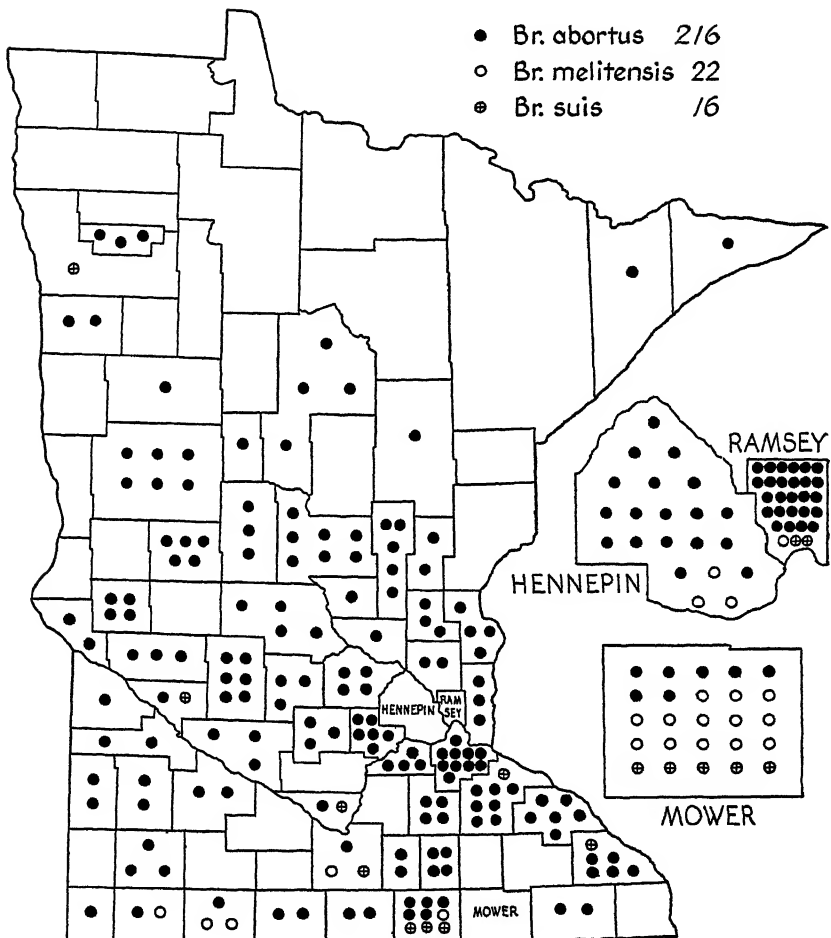 Br. abortus 216
Br. melitensis 22
Br. suis 16
RAMSEY
HENNEPIN
HENNEPIN
RAM
SEY
MOWER
MOWER